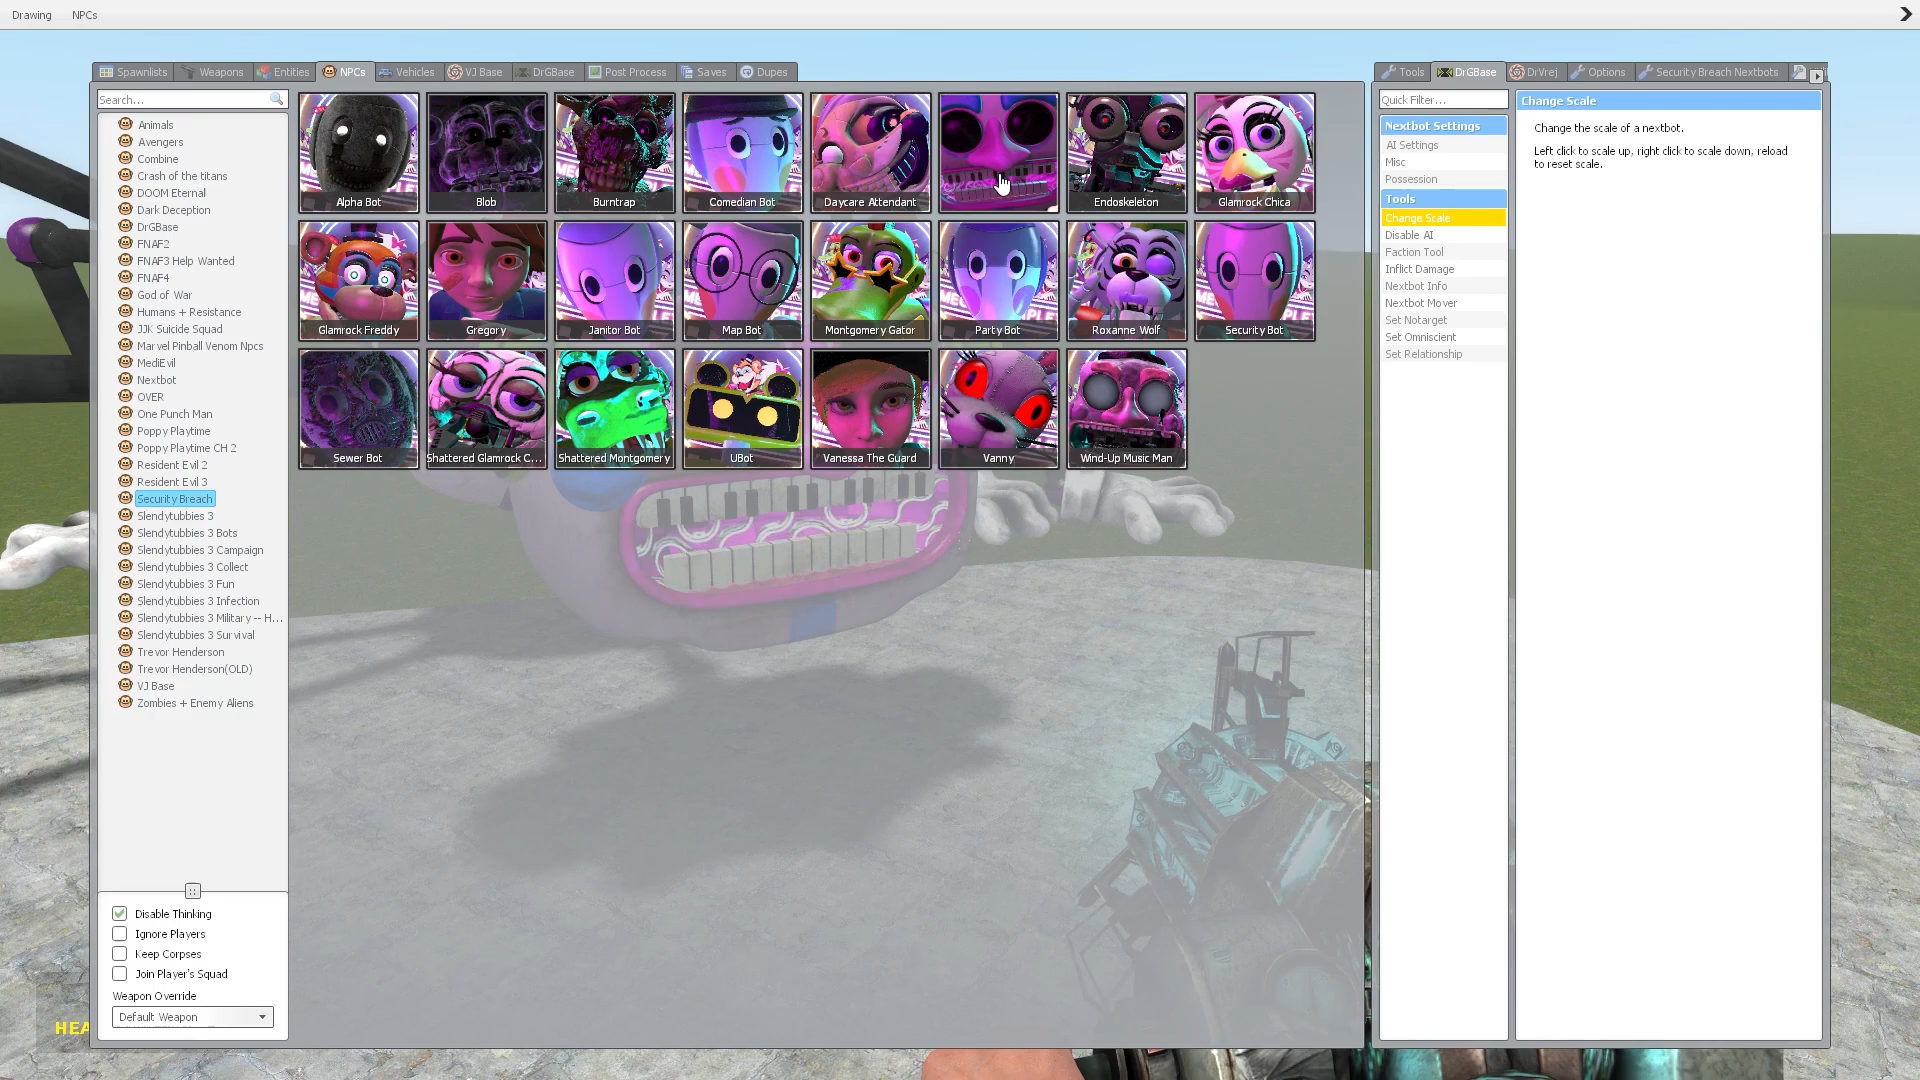 Drawing NPCs
Spawnlists Weapons Entities NPCs Vehicles VJ Base DrGBase Post Process Saves Dupes
Search...
Animals
Avengers
Combine
Crash of the titans
DOOM Eternal
Dark Deception
DrGBase
FNAF2
FNAF3 Help Wanted
FNAF4
God of War
Humans + Resistance
JJK Suicide Squad
Marvel Pinball Venom Npcs
MediEvil
Nextbot
OVER
One Punch Man
Poppy Playtime
Poppy Playtime CH 2
Resident Evil 2
Resident Evil 3
Security Breach
Slendytubbies 3
Slendytubbies 3 Bots
Slendytubbies 3 Campaign
Slendytubbies 3 Collect
Slendytubbies 3 Fun
Slendytubbies 3 Infection
Slendytubbies 3 Military -- H...
Slendytubbies 3 Survival
Trevor Henderson
Trevor Henderson(OLD)
VJ Base
Zombies + Enemy Aliens
Disable Thinking
Ignore Players
Keep Corpses
Join Player's Squad
Weapon Override
Default Weapon
HEA
Alpha Bot Blob Burntrap Comedian Bot Daycare Attendant Endoskeleton Glamrock Chica
Glamrock Freddy Gregory Janitor Bot Map Bot Montgomery Gator Party Bot Roxanne Wolf Security Bot
Sewer Bot Shattered Glamrock C... Shattered Montgomery UBot Vanessa The Guard Vanny Wind-Up Music Man
Tools DrGBase DrVrej Options Security Breach Nextbots
Quick Filter...
Nextbot Settings
AI Settings
Misc
Possession
Tools
Change Scale
Disable AI
Faction Tool
Inflict Damage
Nextbot Info
Nextbot Mover
Set Notarget
Set Omniscient
Set Relationship
Change Scale
Change the scale of a nextbot.
Left click to scale up, right click to scale down, reload
to reset scale.